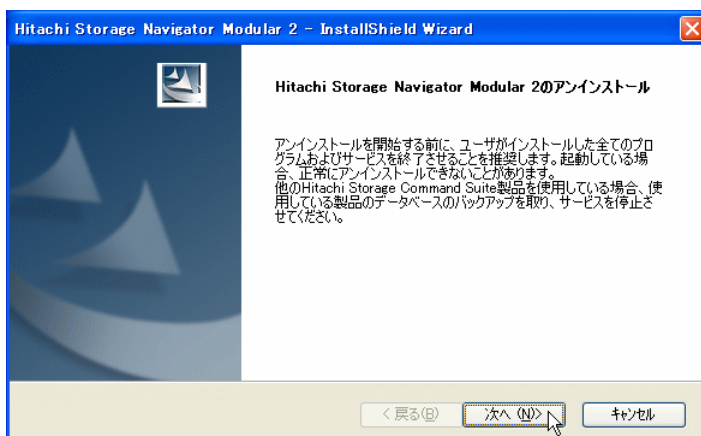 Hitachi Storage Navigator Modular 2 - InstallShield Wizard
Hitachi Storage Navigator Modular 2のアンインストール
アンインストールを開始する前に、ユーザがインストールした全てのプロ
グラムおよびサービスを終了させることを推奨します。起動している場
合、正常にアンインストールできないことがあります。
他のHitachi Storage Command Suite製品を使用している場合、使
用している製品のデータベースのバックアップを取り、サービスを停止さ
せてください。
< 戻る(B)
次へ (N)>
キャンセル